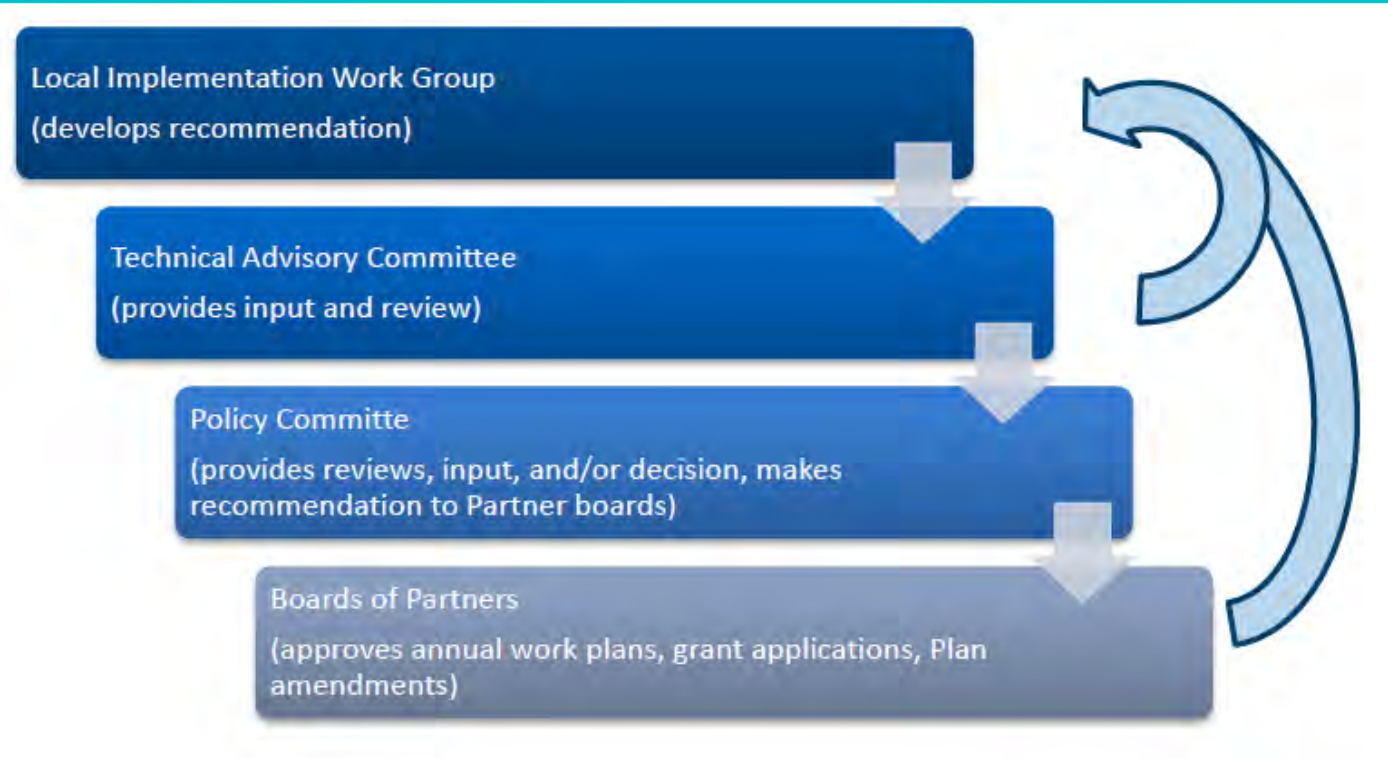 Local Implementation Work Group
(develops recommendation)
Technical Advisory Committee
(provides input and review)
Policy Committe
(provides reviews, input, and/or decision, makes
recommendation to Partner boards)
Boards of Partners
(approves annual work plans, grant applications, Plan
amendments)